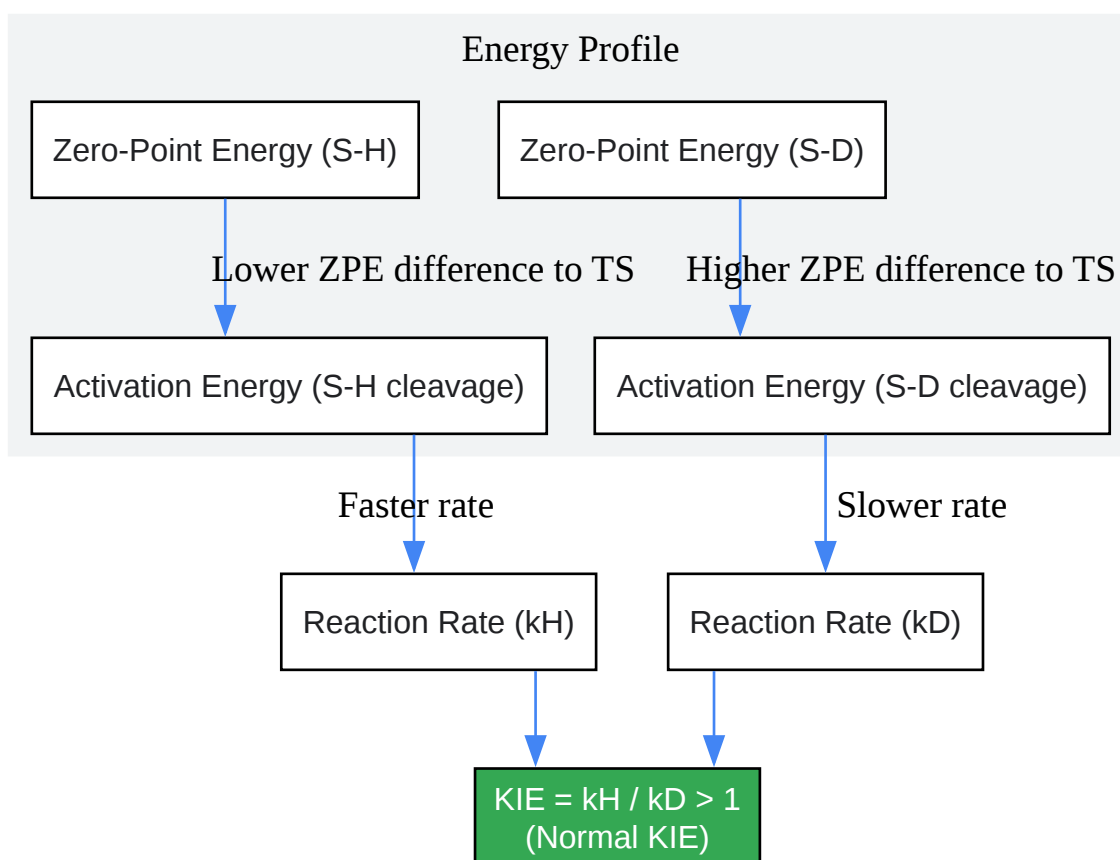 Energy Profile
Zero-Point Energy (S-H)
Zero-Point Energy (S-D)
Lower ZPE difference to TS
Higher ZPE difference to TS
Activation Energy (S-H cleavage)
Activation Energy (S-D cleavage)
Faster rate
Slower rate
Reaction Rate (kH)
Reaction Rate (kD)
KIE = kH / kD > 1
(Normal KIE)